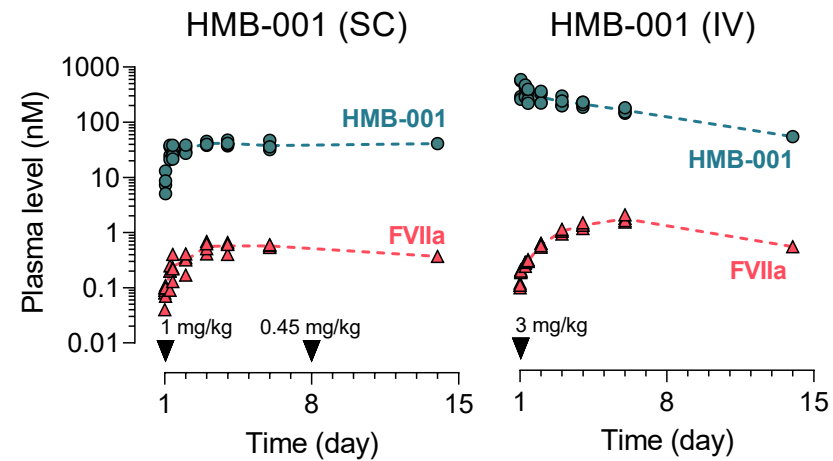 HMB-001 (SC)
HMB-001 (IV)
Plasma level (nM)
1000
100
10
1
0.1
0.01
HMB-001
FVIIa
1 mg/kg
0.45 mg/kg
1
8
15
Time (day)
HMB-001
FVIIa
3 mg/kg
1
8
15
Time (day)